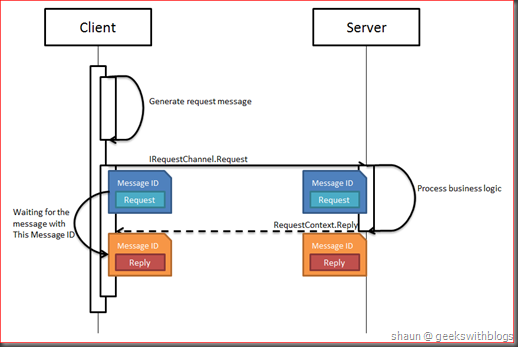 Client
Server
Generate request message
IRequestChannel.Request
Message ID
Request
Message ID
Request
Process business logic
Waiting for the
message with
This Message ID
RequestContext.Reply
Message ID
Reply
Message ID
Reply
shaun @ geekswithblogs